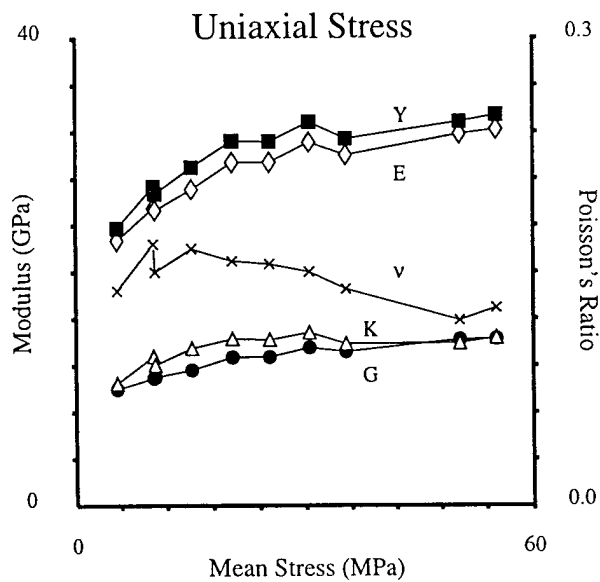 Uniaxial Stress
40
0.3
Y
E
ν
K
G
Modulus (GPa)
Poisson's Ratio
0
0.0
0
60
Mean Stress (MPa)